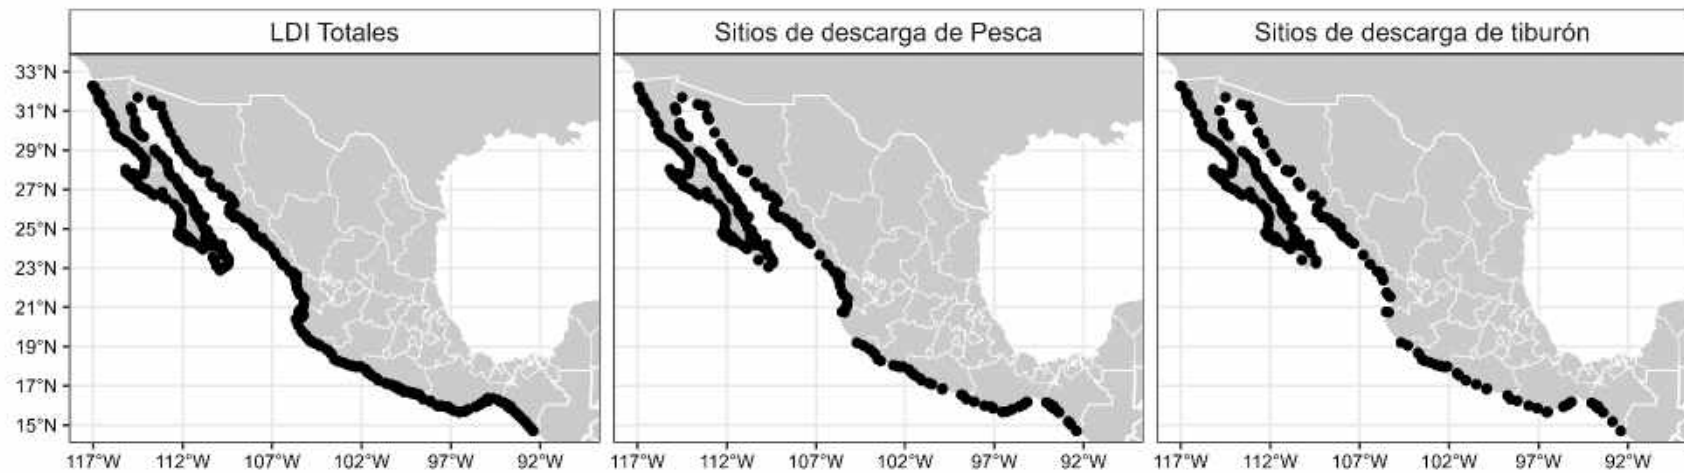 LDI Totales
Sitios de descarga de Pesca
Sitios de descarga de tiburón
33°N
31°N
29°N
27°N
25°N
23°N
21°N
19°N
17°N
15°N
117°W 112°W 107°W 102°W 97°W 92°W
117°W 112°W 107°W 102°W 97°W 92°W
117°W 112°W 107°W 102°W 97°W 92°W